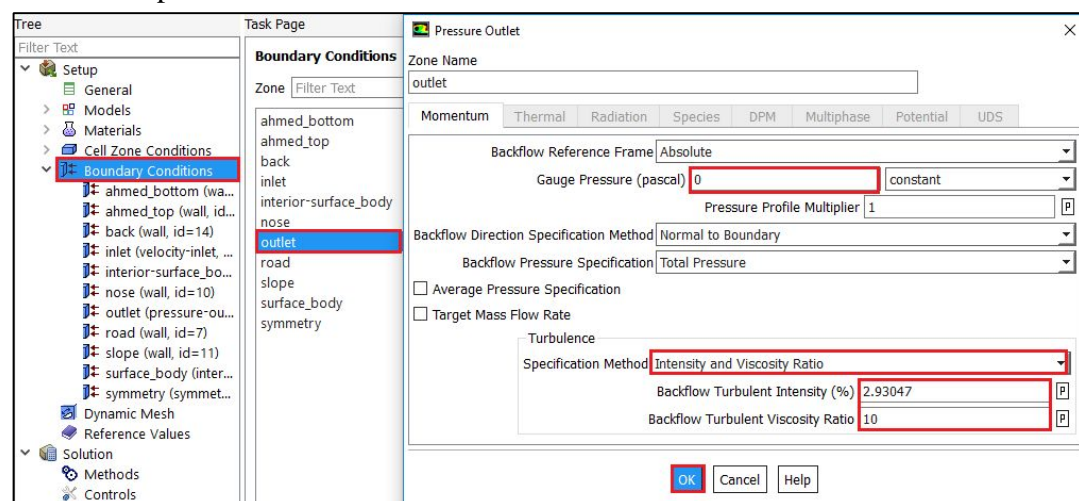 Tree
Filter Text
Setup
General
Models
Materials
Cell Zone Conditions
Boundary Conditions
ahmed_bottom (wa...
ahmed_top (wall, id...
back (wall, id=14)
inlet (velocity-inlet, ...
interior-surface_bo...
nose (wall, id=10)
outlet (pressure-ou...
road (wall, id=7)
slope (wall, id=11)
surface_body (inter...
symmetry (symmet...
Dynamic Mesh
Reference Values
Solution
Methods
Controls
Task Page
Boundary Conditions
Zone Filter Text
ahmed_bottom
ahmed_top
back
inlet
interior-surface_body
nose
outlet
road
slope
surface_body
symmetry
Pressure Outlet
Zone Name
outlet
Momentum Thermal Radiation Species DPM Multiphase Potential UDS
Backflow Reference Frame Absolute
Gauge Pressure (pascal) 0 constant
Pressure Profile Multiplier 1 P
Backflow Direction Specification Method Normal to Boundary
Backflow Pressure Specification Total Pressure
Average Pressure Specification
Target Mass Flow Rate
Turbulence
Specification Method Intensity and Viscosity Ratio
Backflow Turbulent Intensity (%) 2.93047 P
Backflow Turbulent Viscosity Ratio 10 P
OK Cancel Help